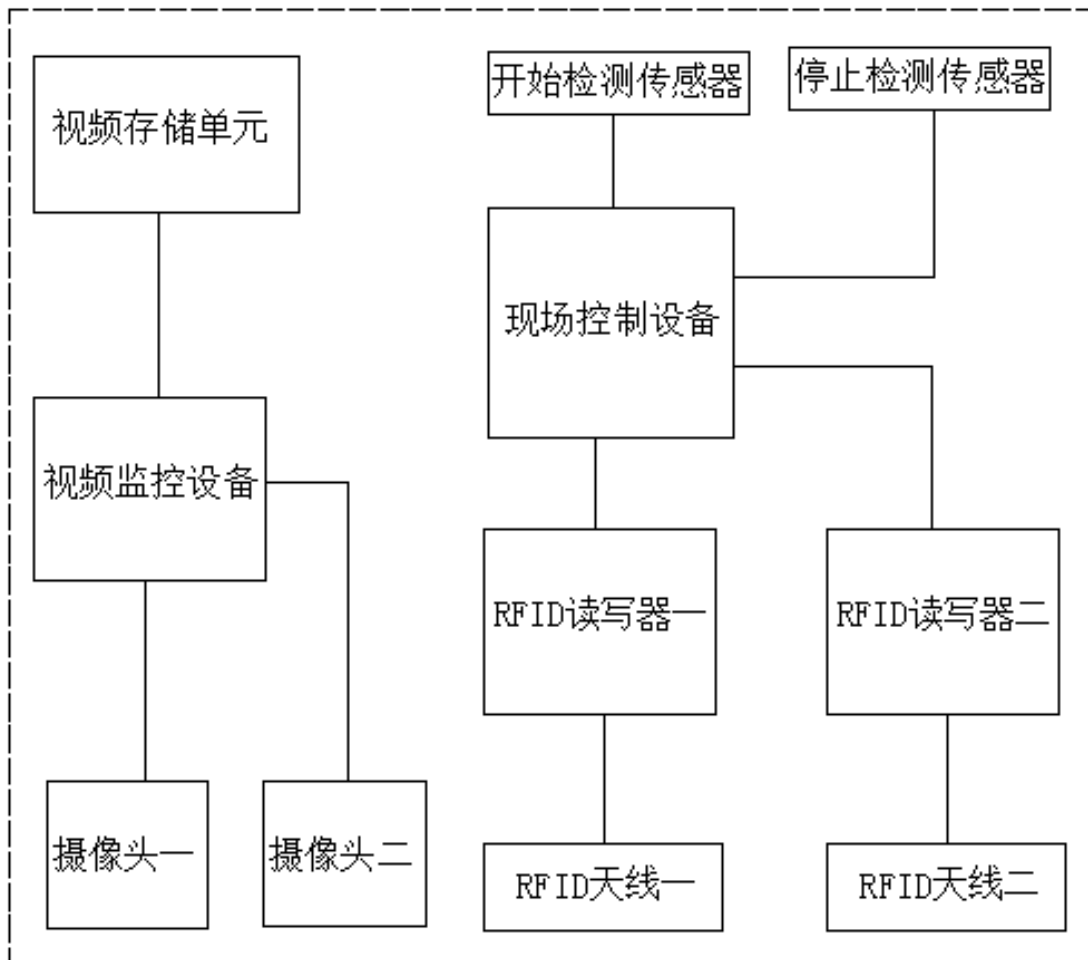 开始检测传感器
停止检测传感器
视频存储单元
现场控制设备
视频监控设备
RFID读写器一
RFID读写器二
摄像头一
摄像头二
RFID天线一
RFID天线二